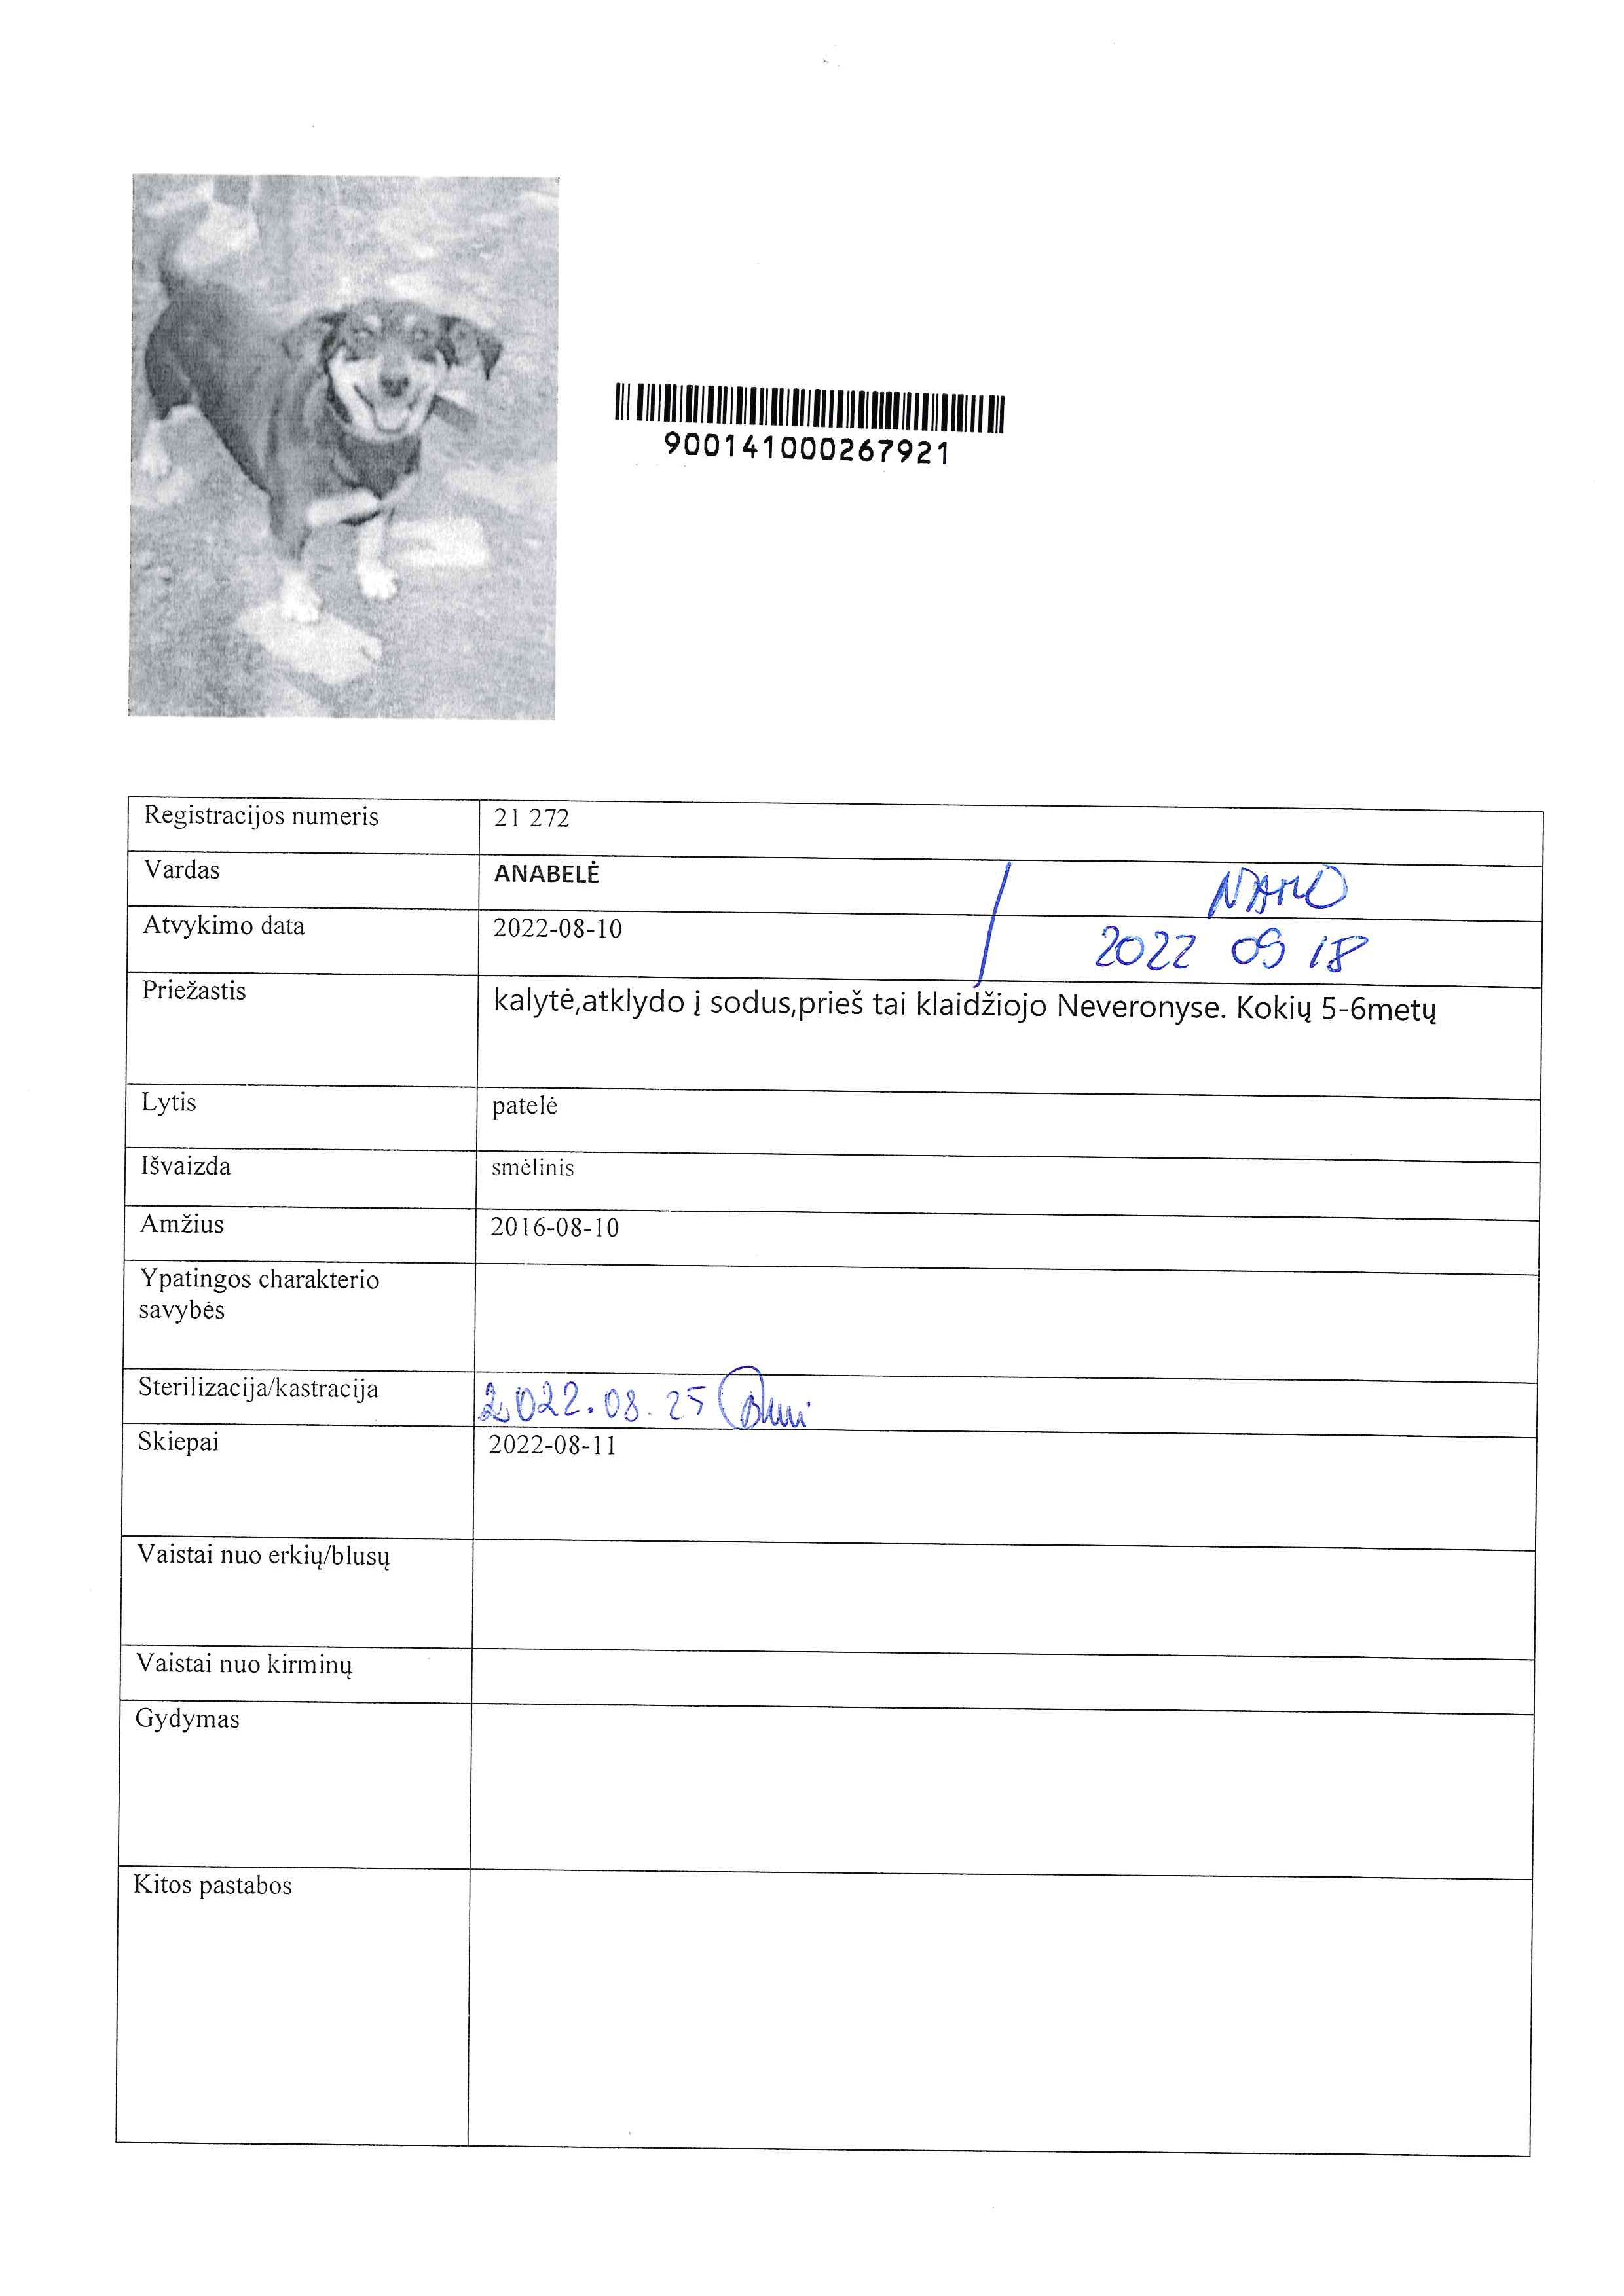 900141000267921
Registracijos numeris 21 272
Vardas ANABELĖ NAMO
Atvykimo data 2022-08-10 / 2022 09 18
Priežastis kalytė,atklydo į sodus,prieš tai klaidžiojo Neveronyse. Kokių 5-6metų
Lytis patelė
Išvaizda smėlinis
Amžius 2016-08-10
Ypatingos charakterio
savybės
Sterilizacija/kastracija 2022.08.25
Skiepai 2022-08-11
Vaistai nuo erkių/blusų
Vaistai nuo kirminų
Gydymas
Kitos pastabos